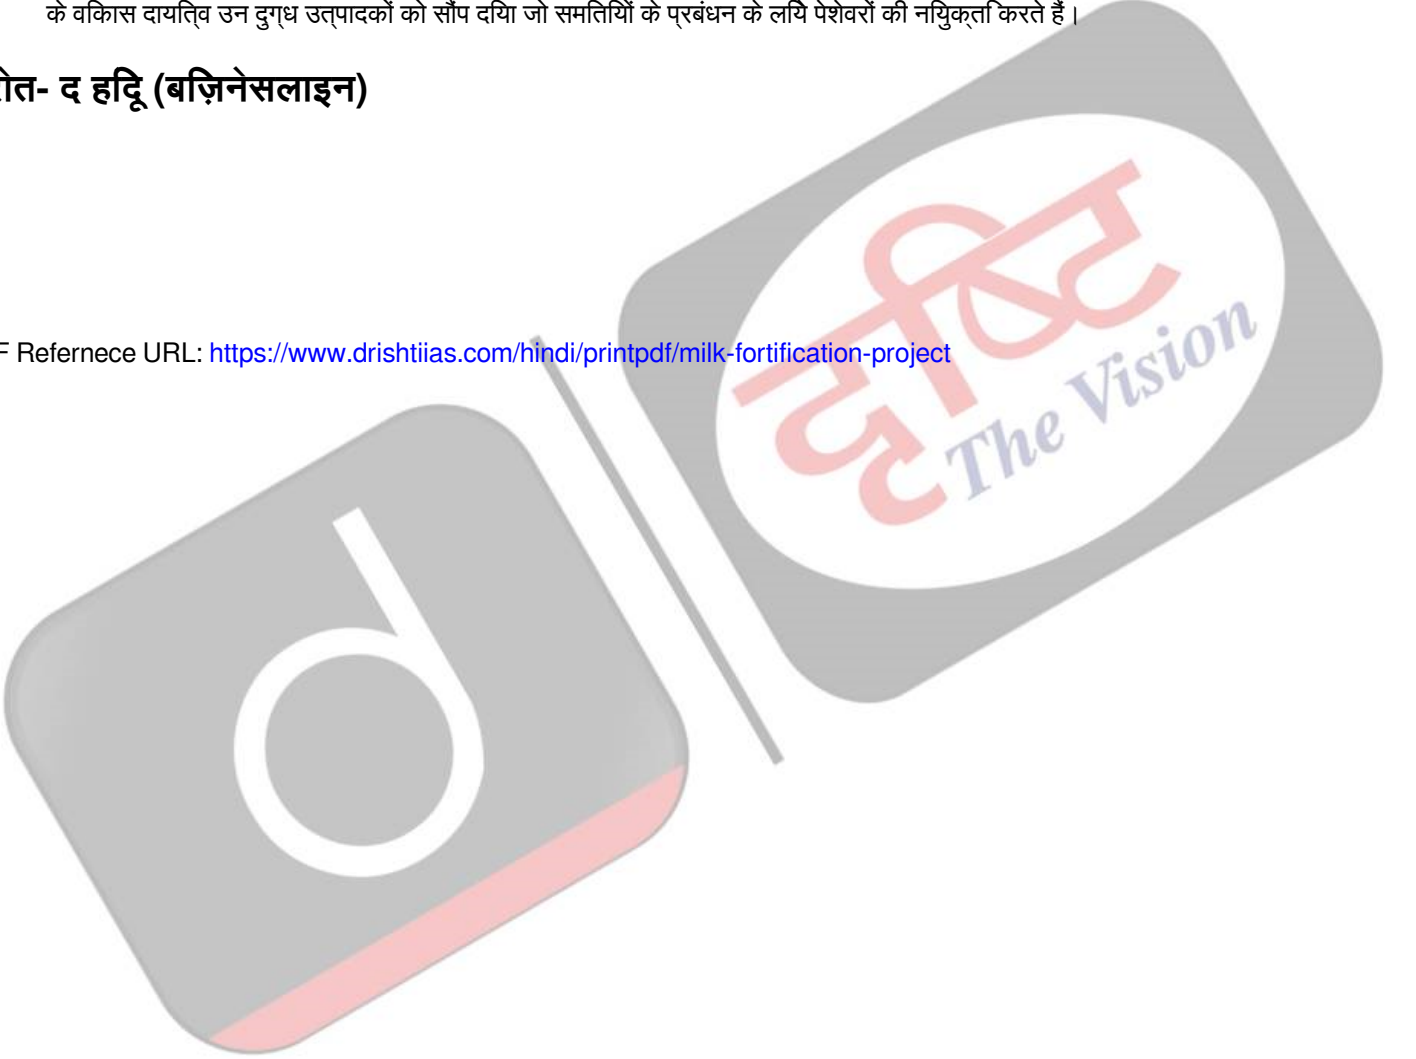 के विकास दायित्व उन दुग्ध उत्पादकों को सौंप दिया जो समितियों के प्रबंधन के लिये पेशेवरों की नियुक्ति करते हैं।
रोत- द हिंदू (बिज़नेसलाइन)
F Refernece URL: https://www.drishtiias.com/hindi/printpdf/milk-fortification-project
दृष्टि
The Vision
d